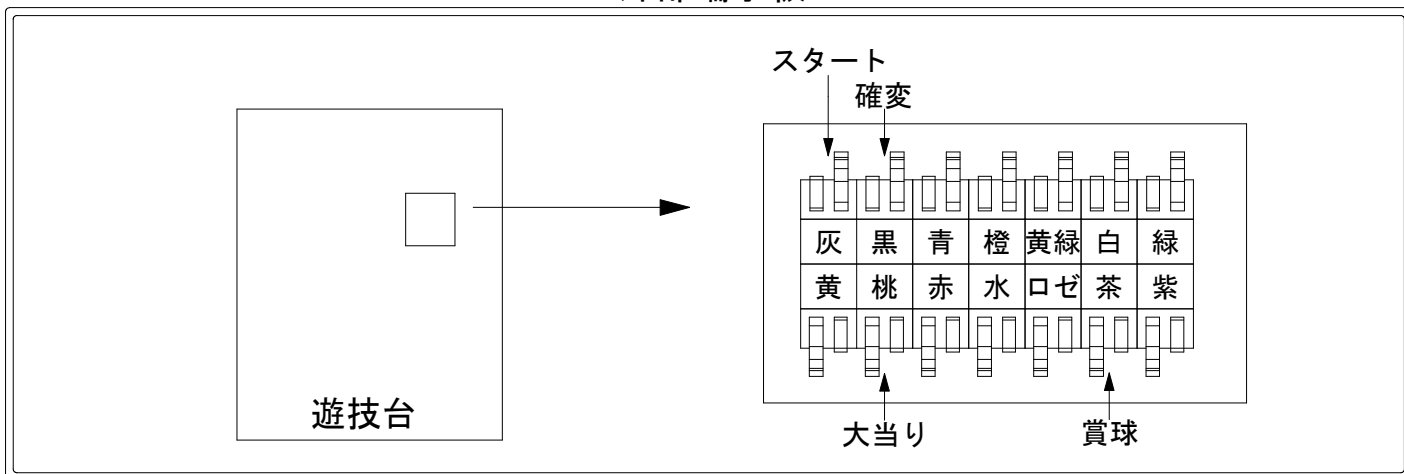 スタート
確変
灰 黒 青 橙 黄緑 白 緑
黄 桃 赤 水 ロゼ 茶 紫
大当り 賞球
遊技台